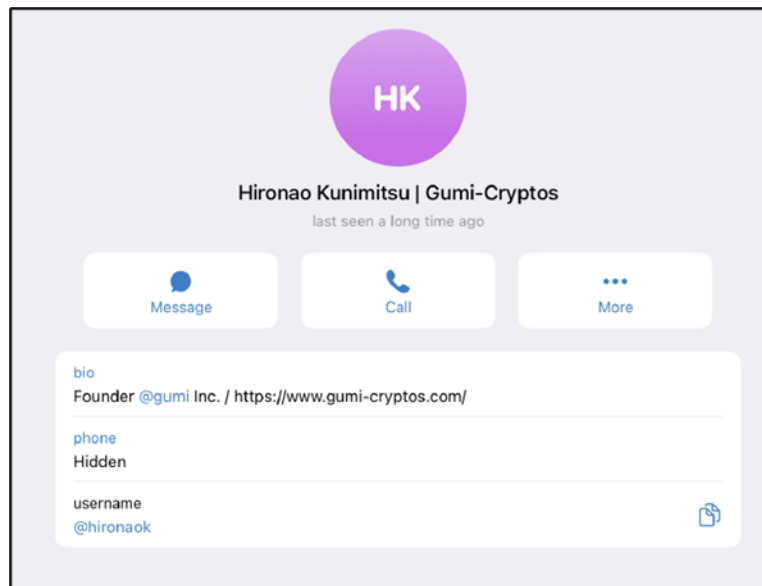 HK
Hironao Kunimitsu | Gumi-Cryptos
last seen a long time ago
Message
Call
More
bio
Founder @gumi Inc. / https://www.gumi-cryptos.com/
phone
Hidden
username
@hironaok